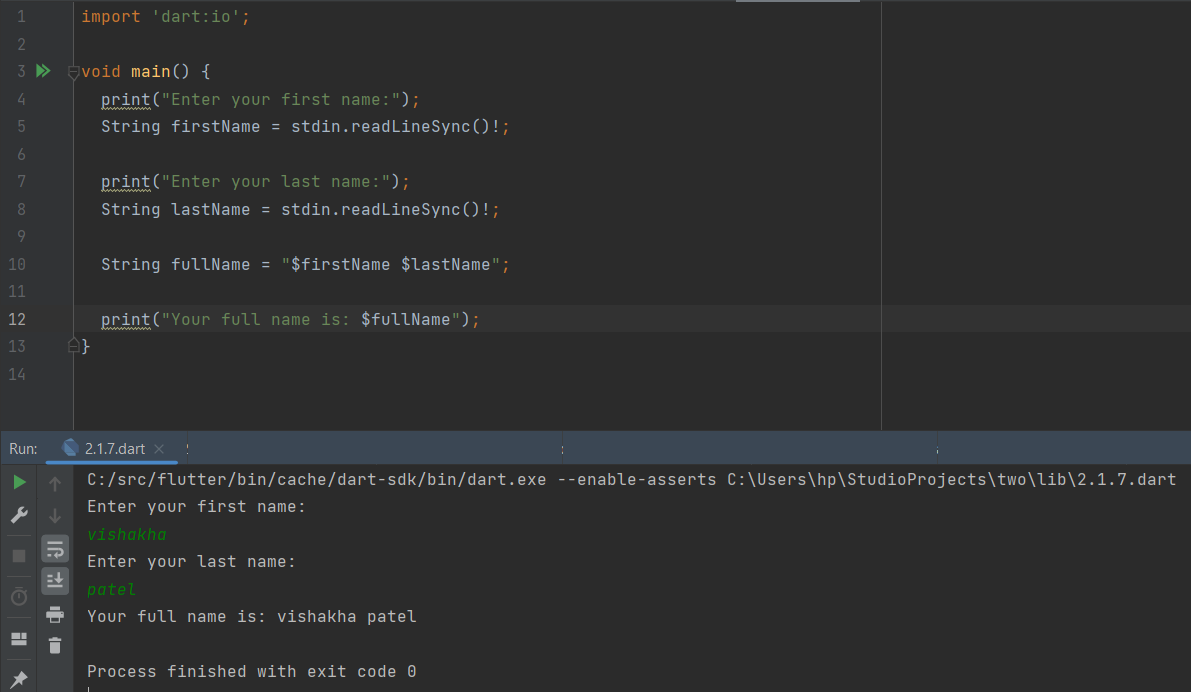 1 import 'dart:io';
2
3 void main() {
4 print("Enter your first name:");
5 String firstName = stdin.readLineSync()!;
6
7 print("Enter your last name:");
8 String lastName = stdin.readLineSync()!;
9
10 String fullName = "$firstName $lastName";
11
12 print("Your full name is: $fullName");
13 }
14
Run: 2.1.7.dart
C:/src/flutter/bin/cache/dart-sdk/bin/dart.exe --enable-asserts C:\Users\hp\StudioProjects\two\lib\2.1.7.dart
Enter your first name:
vishakha
Enter your last name:
patel
Your full name is: vishakha patel
Process finished with exit code 0